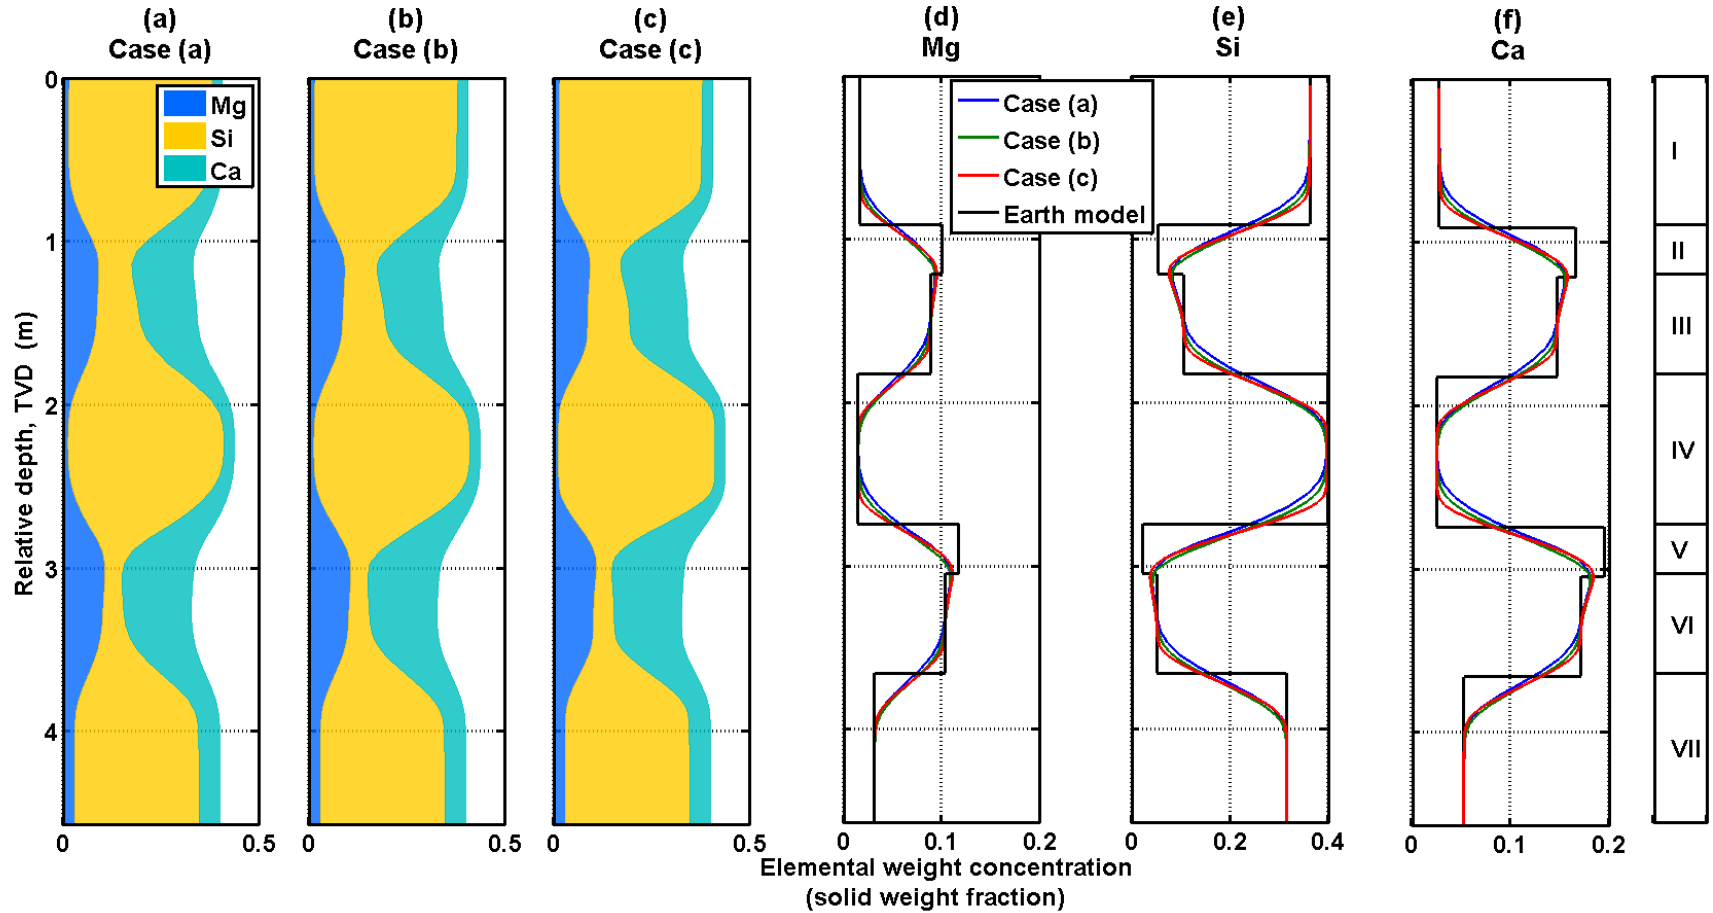 (a)
Case (a)
(b)
Case (b)
(c)
Case (c)
(d)
Mg
(e)
Si
(f)
Ca
Mg
Si
Ca
Case (a)
Case (b)
Case (c)
Earth model
Relative depth, TVD (m)
0
1
2
3
4
0
0.5
0
0.5
0
0.5
0
0.1
0.2
0
0.2
0.4
0
0.1
0.2
I
II
III
IV
V
VI
VII
Elemental weight concentration
(solid weight fraction)